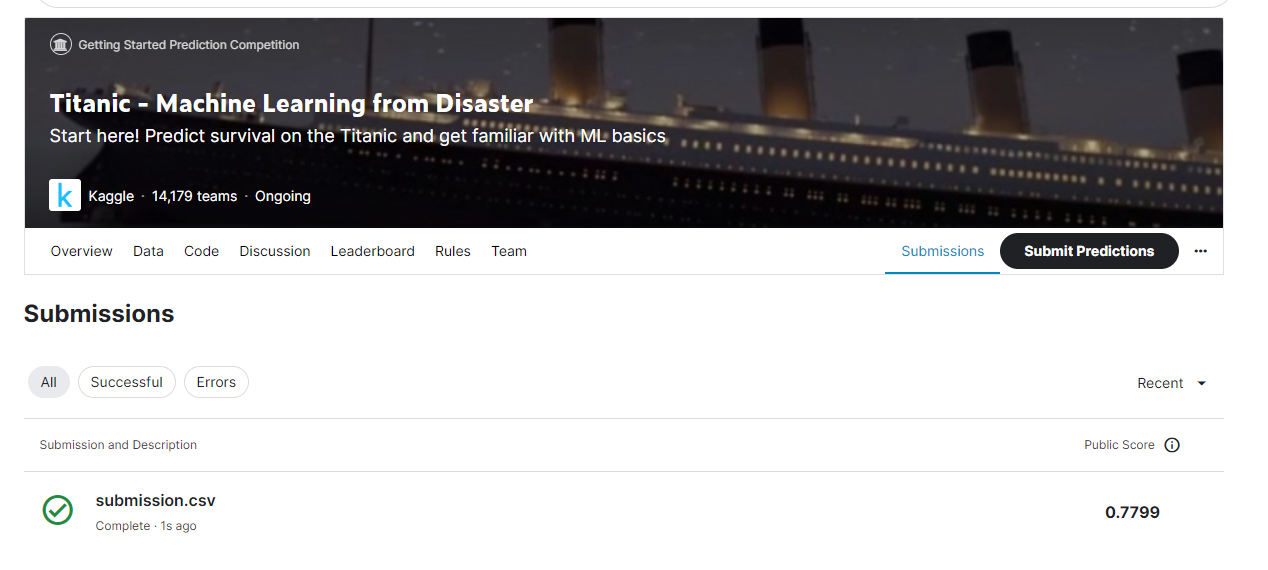 Getting Started Prediction Competition
Titanic - Machine Learning from Disaster
Start here! Predict survival on the Titanic and get familiar with ML basics
k Kaggle · 14,179 teams · Ongoing
Overview Data Code Discussion Leaderboard Rules Team Submissions Submit Predictions ···
Submissions
All Successful Errors Recent
Submission and Description Public Score
submission.csv 0.7799
Complete · 1s ago